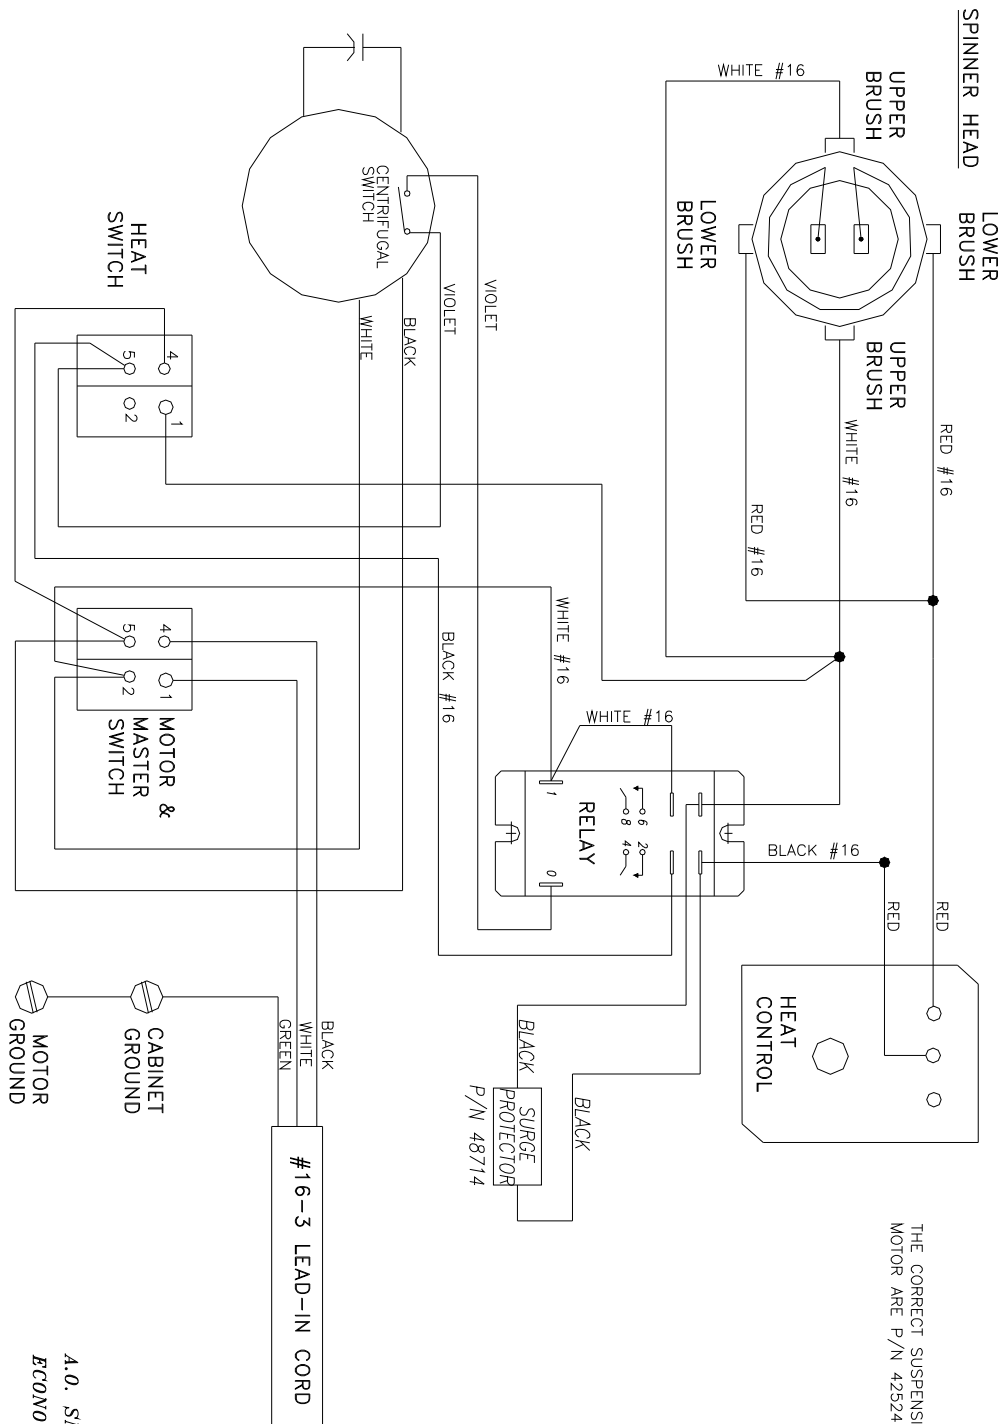 SPINNER HEAD
LOWER
BRUSH
UPPER
BRUSH
WHITE #16
LOWER
BRUSH
UPPER
BRUSH
RED #16
WHITE #16
RED #16
CENTRIFUGAL
SWITCH
VIOLET
VIOLET
BLACK
WHITE
HEAT
SWITCH
4
5
1
2
WHITE #16
BLACK #16
4
5
1
2
MOTOR &
MASTER
SWITCH
WHITE #16
RELAY
1
0
6
8
2
4
BLACK #16
RED
RED
HEAT
CONTROL
BLACK
BLACK
SURGE
PROTECTOR
P/N 48714
BLACK
WHITE
GREEN
CABINET
GROUND
MOTOR
GROUND
#16-3 LEAD-IN CORD
THE CORRECT SUSPENSI
MOTOR ARE P/N 42524
A.O.
ECONO